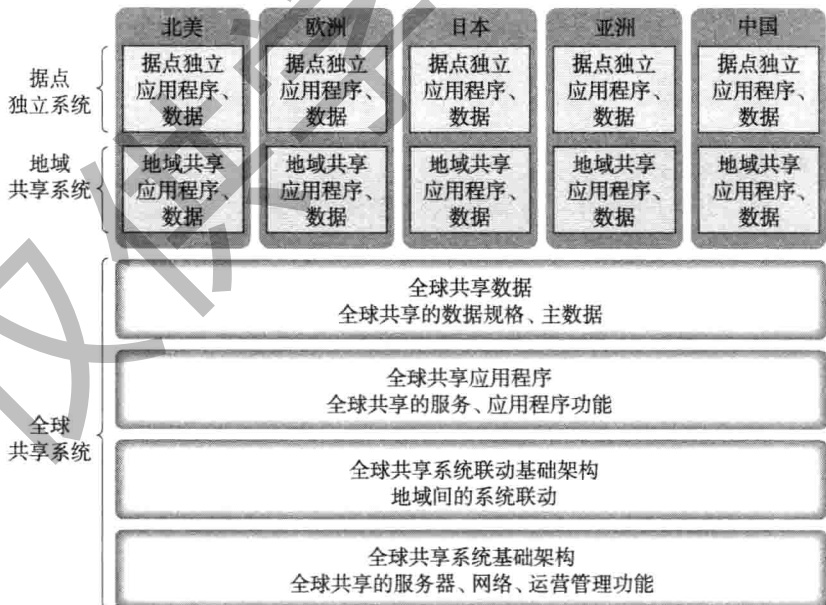 北美 欧洲 日本 亚洲 中国
据点
独立系统
据点独立 据点独立 据点独立 据点独立 据点独立
应用程序、 应用程序、 应用程序、 应用程序、 应用程序、
数据 数据 数据 数据 数据
地域
共享系统
地域共享 地域共享 地域共享 地域共享 地域共享
应用程序、 应用程序、 应用程序、 应用程序、 应用程序、
数据 数据 数据 数据 数据
全球
共享系统
全球共享数据
全球共享的数据规格、主数据
全球共享应用程序
全球共享的服务、应用程序功能
全球共享系统联动基础架构
地域间的系统联动
全球共享系统基础架构
全球共享的服务器、网络、运营管理功能